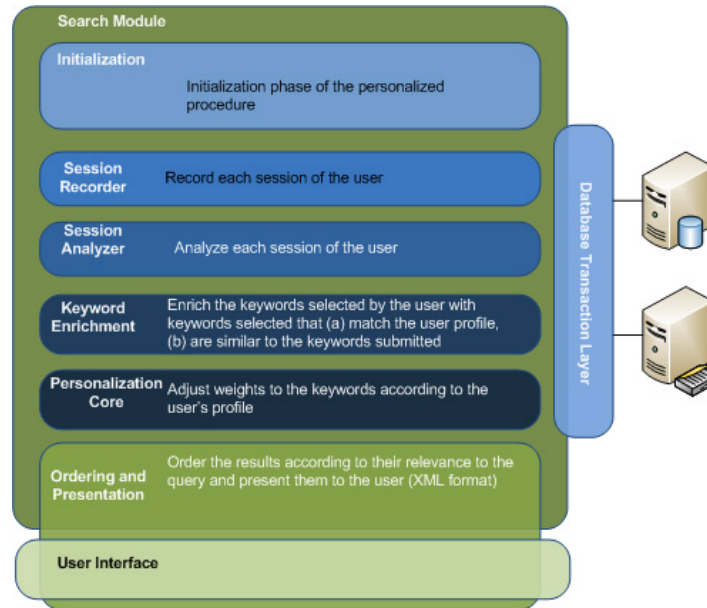 Search Module
Initialization
Initialization phase of the personalized
procedure
Session
Recorder
Record each session of the user
Session
Analyzer
Analyze each session of the user
Keyword
Enrichment
Enrich the keywords selected by the user with
keywords selected that (a) match the user profile,
(b) are similar to the keywords submitted
Personalization
Core
Adjust weights to the keywords according to the
user's profile
Ordering and
Presentation
Order the results according to their relevance to the
query and present them to the user (XML format)
User Interface
Database Transaction Layer